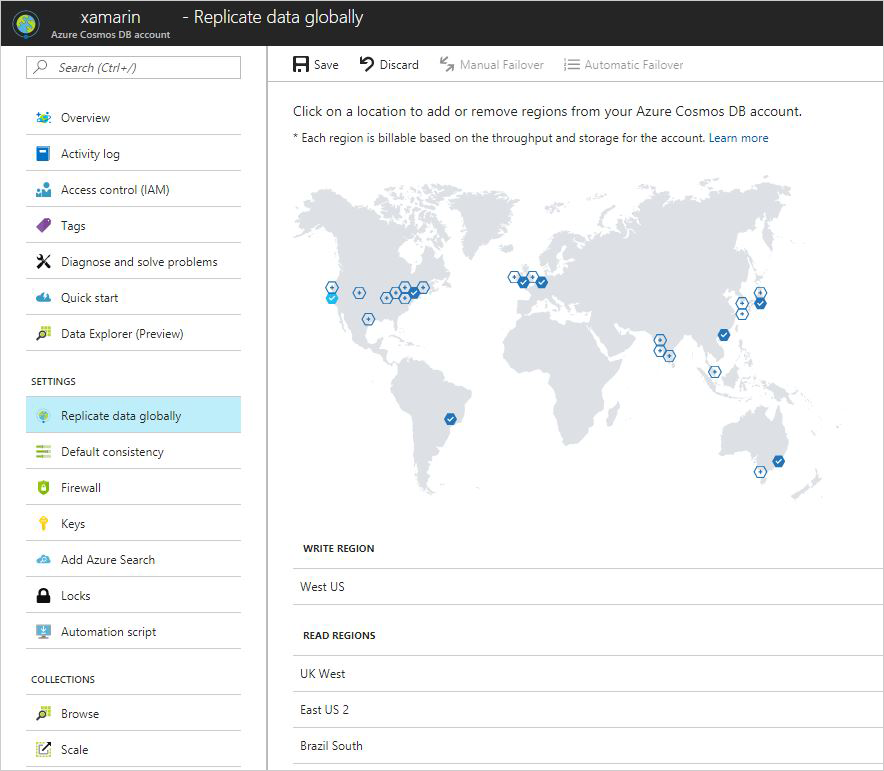 xamarin - Replicate data globally
Azure Cosmos DB account
Search (Ctrl+/)
Overview
Activity log
Access control (IAM)
Tags
Diagnose and solve problems
Quick start
Data Explorer (Preview)
SETTINGS
Replicate data globally
Default consistency
Firewall
Keys
Add Azure Search
Locks
Automation script
COLLECTIONS
Browse
Scale
Save Discard Manual Failover Automatic Failover
Click on a location to add or remove regions from your Azure Cosmos DB account.
* Each region is billable based on the throughput and storage for the account. Learn more
WRITE REGION
West US
READ REGIONS
UK West
East US 2
Brazil South